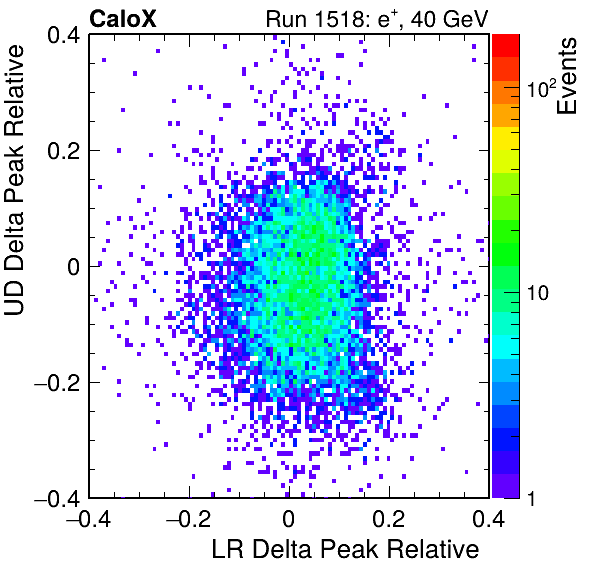 CaloX Run 1518: e⁺, 40 GeV
UD Delta Peak Relative
0.4
0.2
0
−0.2
−0.4
−0.4 −0.2 0 0.2 0.4
LR Delta Peak Relative
Events
10²
10
1